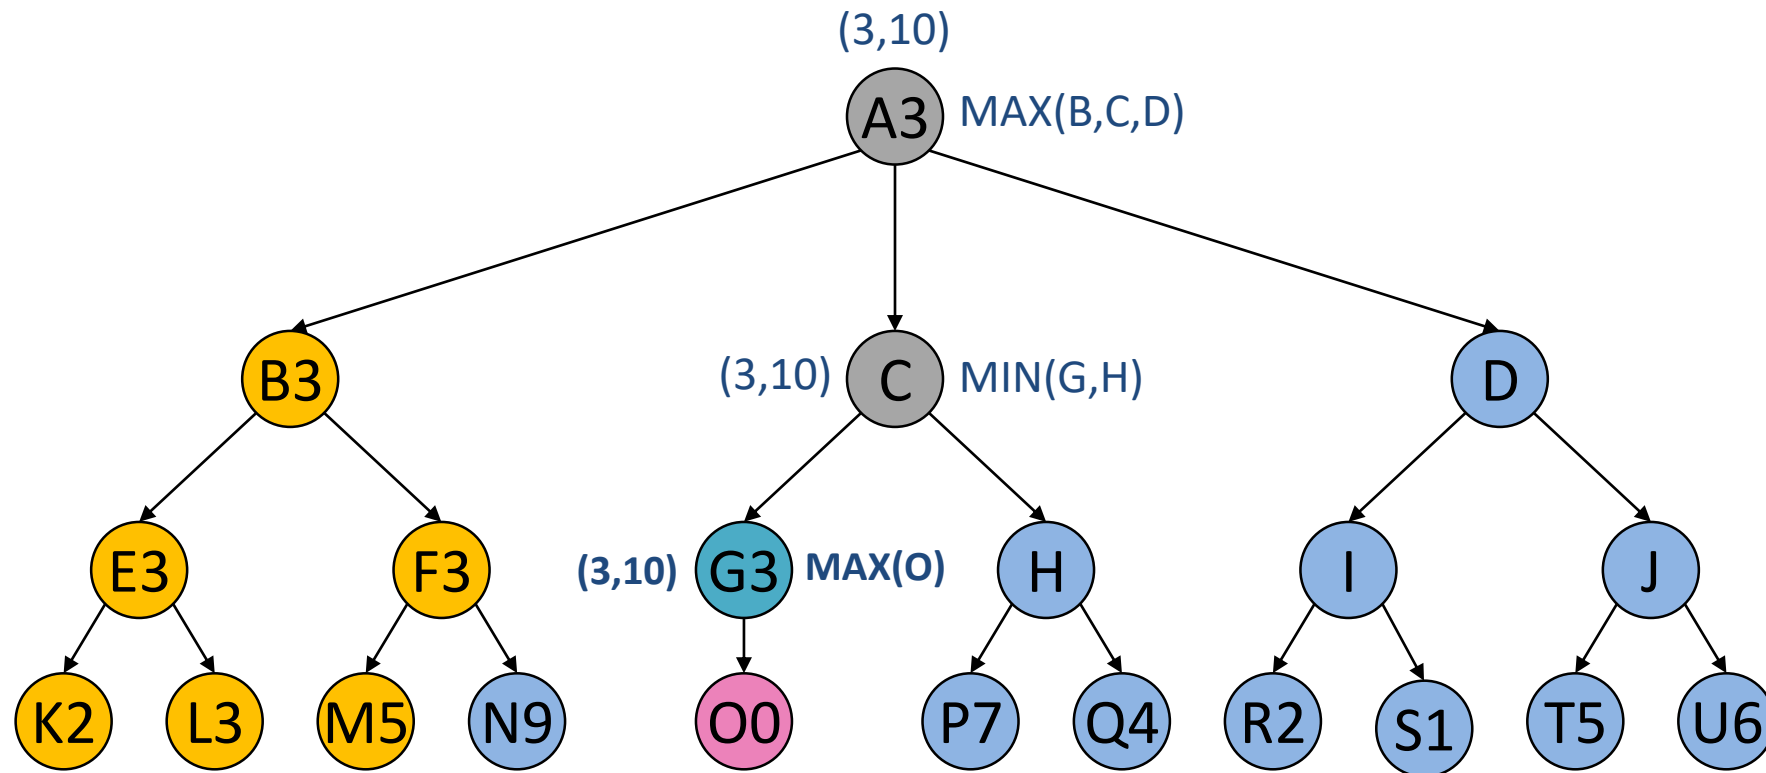 (3,10)
A3 MAX(B,C,D)
B3 (3,10) C MIN(G,H) D
E3 F3 (3,10) G3 MAX(O) H I J
K2 L3 M5 N9 O0 P7 Q4 R2 S1 T5 U6